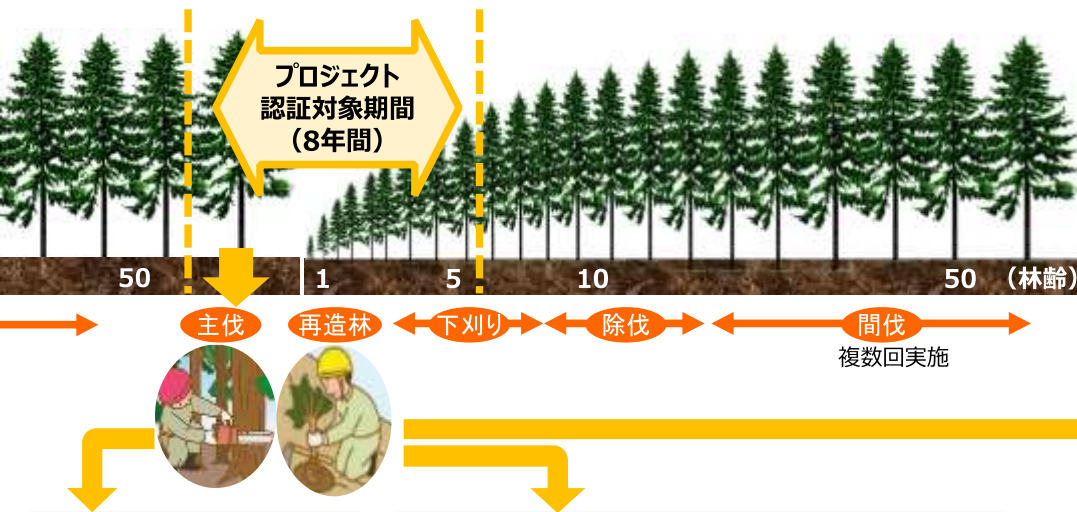 プロジェクト
認証対象期間
（8年間）
50 1 5 10 50 （林齢）
主伐 再造林 下刈り 除伐 間伐
複数回実施